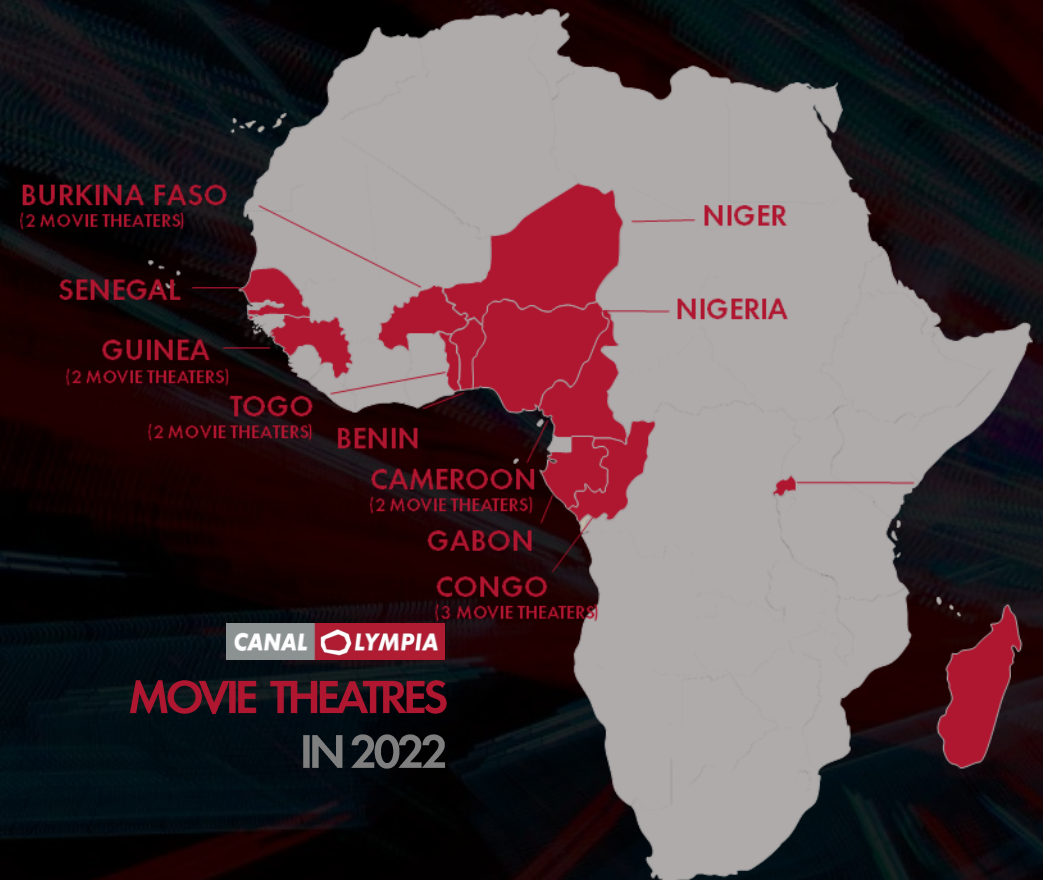 BURKINA FASO
(2 MOVIE THEATERS)
NIGER
SENEGAL
NIGERIA
GUINEA
(2 MOVIE THEATERS)
TOGO
(2 MOVIE THEATERS)
BENIN
CAMEROON
(2 MOVIE THEATERS)
GABON
CONGO
(3 MOVIE THEATERS)
CANAL OLYMPIA
MOVIE THEATRES
IN 2022